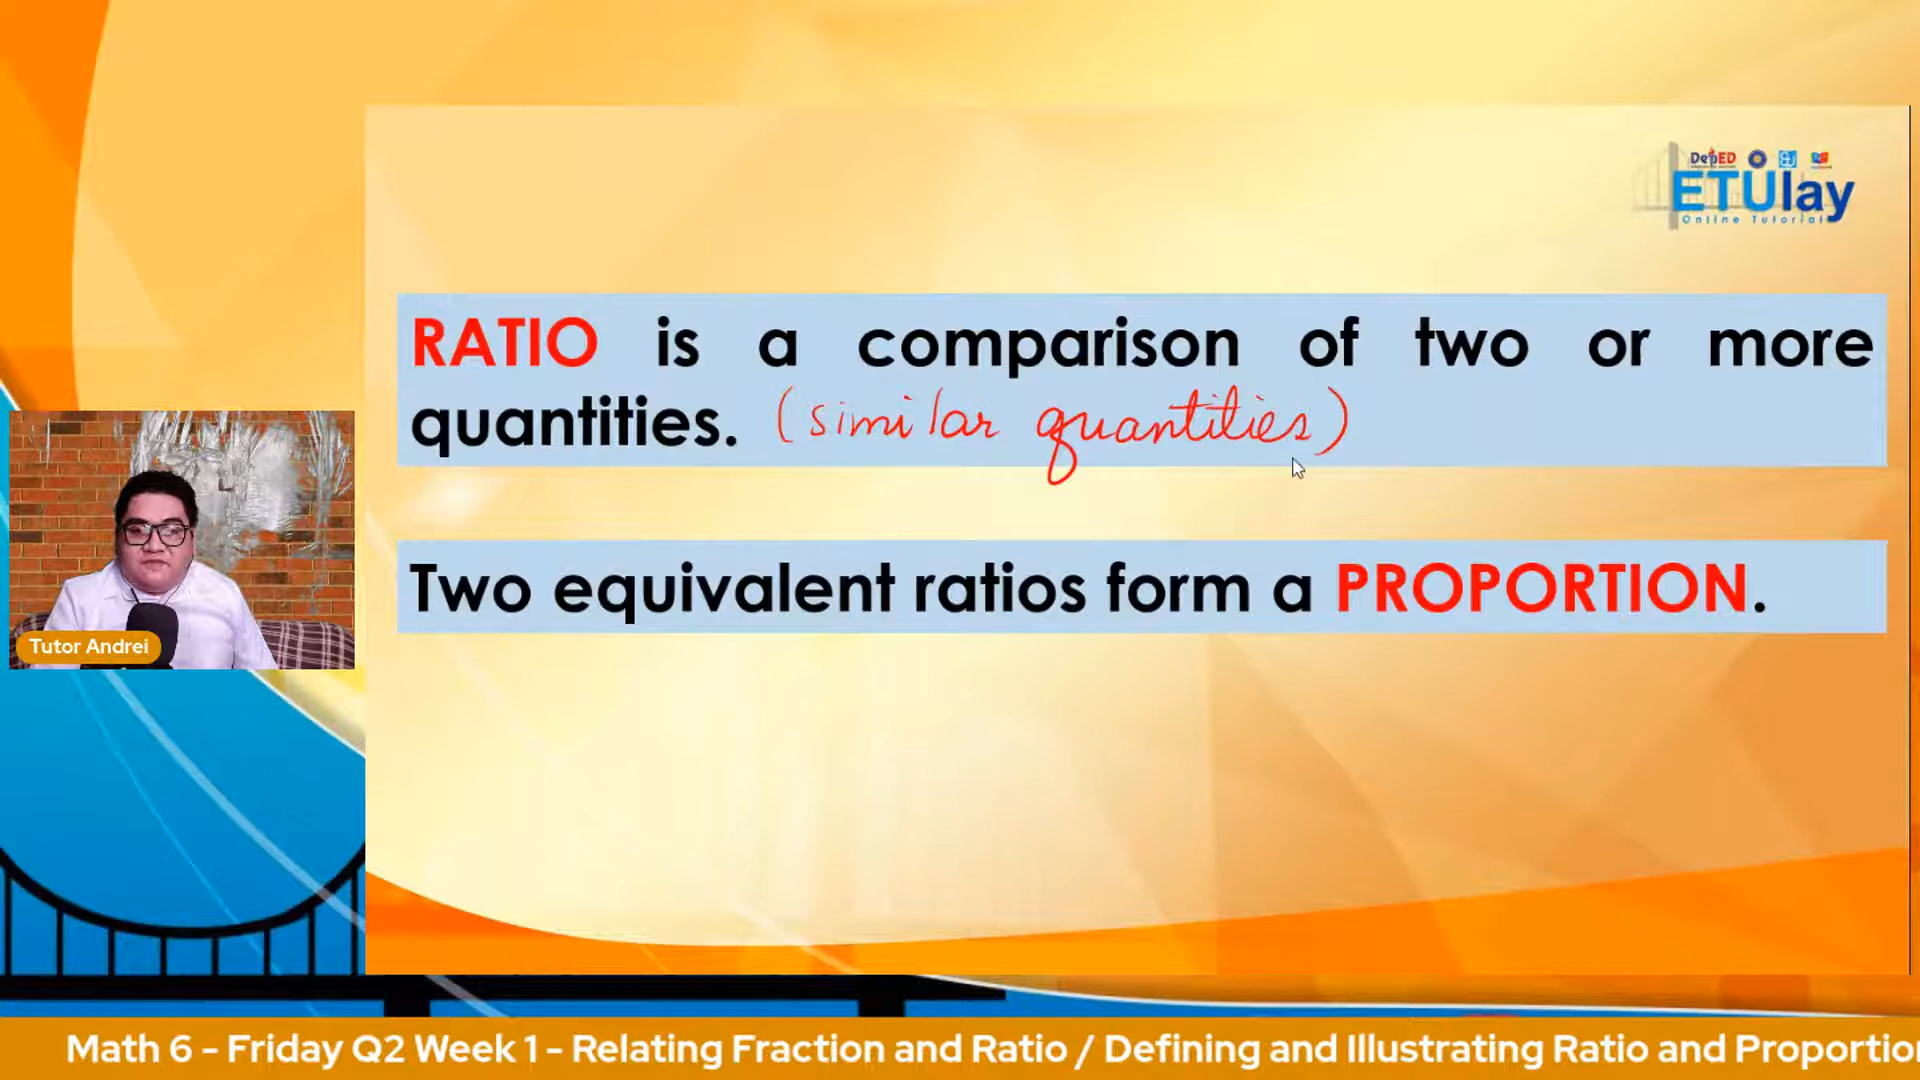 DepED
ETUlay
Online Tutorial
RATIO is a comparison of two or more
quantities. (similar quantities)
Two equivalent ratios form a PROPORTION.
Tutor Andrei
Math 6 - Friday Q2 Week 1 - Relating Fraction and Ratio / Defining and Illustrating Ratio and Proportion